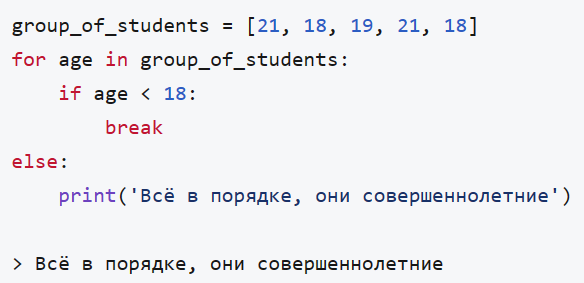 group_of_students = [21, 18, 19, 21, 18]
for age in group_of_students:
    if age < 18:
        break
else:
    print('Всё в порядке, они совершеннолетние')

> Всё в порядке, они совершеннолетние